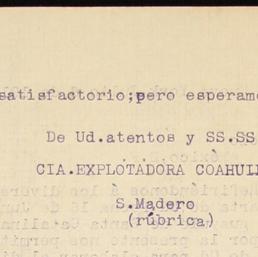 satisfactorio;pero esperamo
De Ud.atentos y SS.SS
CIA.EXPLOTADORA COAHUIL
S.Madero
(rúbrica)